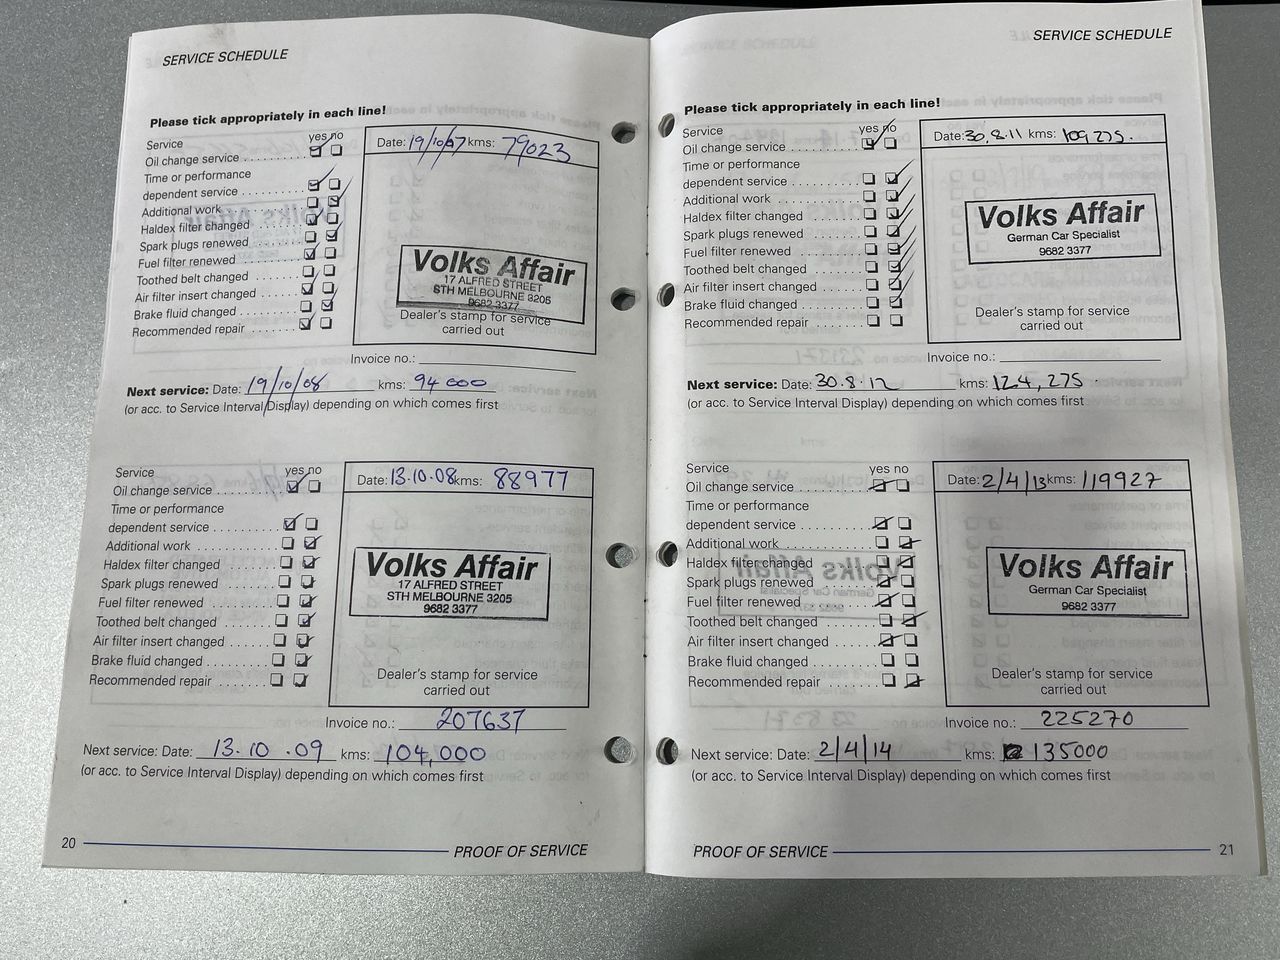 SERVICE SCHEDULE
Please tick appropriately in each line!
Service yes no
Oil change service
Time or performance
dependent service
Additional work
Haldex filter changed
Spark plugs renewed
Fuel filter renewed
Toothed belt changed
Air filter insert changed
Brake fluid changed
Recommended repair
Date: 19/10/07 kms: 79023
Volks Affair
17 ALFRED STREET
STH MELBOURNE 3205
9682 3377
Dealer's stamp for service
carried out
Invoice no.:
Next service: Date: 19/10/08 kms: 94000
(or acc. to Service Interval Display) depending on which comes first
Service yes no
Oil change service
Time or performance
dependent service
Additional work
Haldex filter changed
Spark plugs renewed
Fuel filter renewed
Toothed belt changed
Air filter insert changed
Brake fluid changed
Recommended repair
Date: 13.10.08 kms: 88977
Volks Affair
17 ALFRED STREET
STH MELBOURNE 3205
9682 3377
Dealer's stamp for service
carried out
Invoice no.: 207637
Next service: Date: 13.10.09 kms: 104,000
(or acc. to Service Interval Display) depending on which comes first
20 PROOF OF SERVICE
SERVICE SCHEDULE
Please tick appropriately in each line!
Service yes no
Oil change service
Time or performance
dependent service
Additional work
Haldex filter changed
Spark plugs renewed
Fuel filter renewed
Toothed belt changed
Air filter insert changed
Brake fluid changed
Recommended repair
Date: 30.8.11 kms: 109,275.
Volks Affair
German Car Specialist
9682 3377
Dealer's stamp for service
carried out
Invoice no.:
Next service: Date: 30.8.12 kms: 124,275.
(or acc. to Service Interval Display) depending on which comes first
Service yes no
Oil change service
Time or performance
dependent service
Additional work
Haldex filter changed
Spark plugs renewed
Fuel filter renewed
Toothed belt changed
Air filter insert changed
Brake fluid changed
Recommended repair
Date: 2/4/13 kms: 119927
Volks Affair
German Car Specialist
9682 3377
Dealer's stamp for service
carried out
Invoice no.: 225270
Next service: Date: 2/4/14 kms: 135000
(or acc. to Service Interval Display) depending on which comes first
PROOF OF SERVICE 21